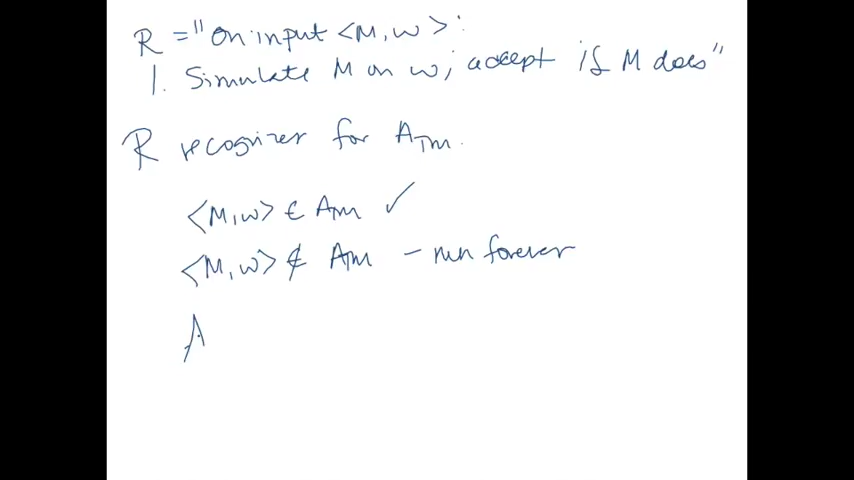 R = "On input <M, w>:
1. Simulate M on w; accept if M does"
R recognizer for ATM.
<M, w> ∈ ATM ✓
<M, w> ∉ ATM – run forever
A